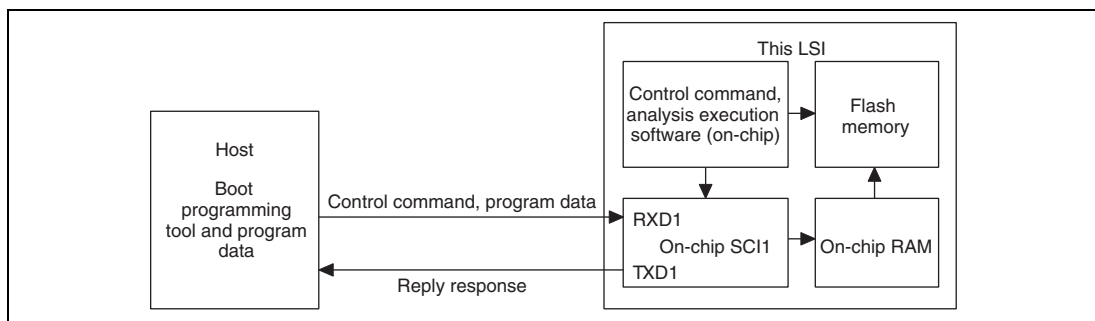 This LSI
Control command,
analysis execution
software (on-chip)
Flash
memory
Host
Boot
programming
tool and program
data
Control command, program data
RXD1
On-chip SCI1
TXD1
On-chip RAM
Reply response